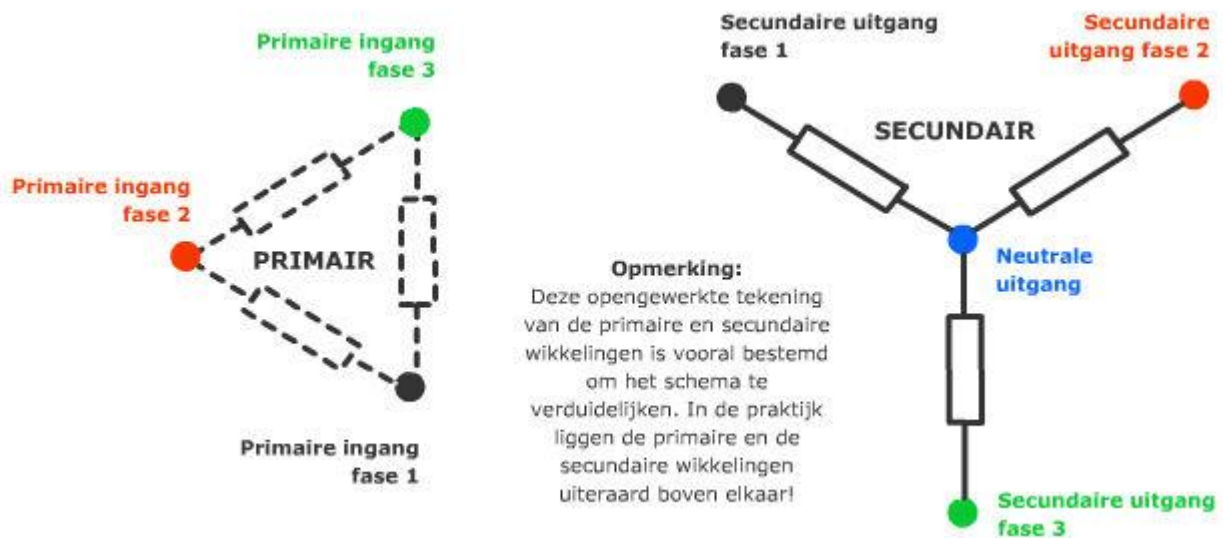 Primaire ingang
fase 3
Primaire ingang
fase 2
PRIMAIR
Primaire ingang
fase 1
Opmerking:
Deze opengewerkte tekening
van de primaire en secundaire
wikkelingen is vooral bestemd
om het schema te
verduidelijken. In de praktijk
liggen de primaire en de
secundaire wikkelingen
uiteraard boven elkaar!
Secundaire uitgang
fase 1
Secundaire
uitgang fase 2
SECUNDAIR
Neutrale
uitgang
Secundaire uitgang
fase 3